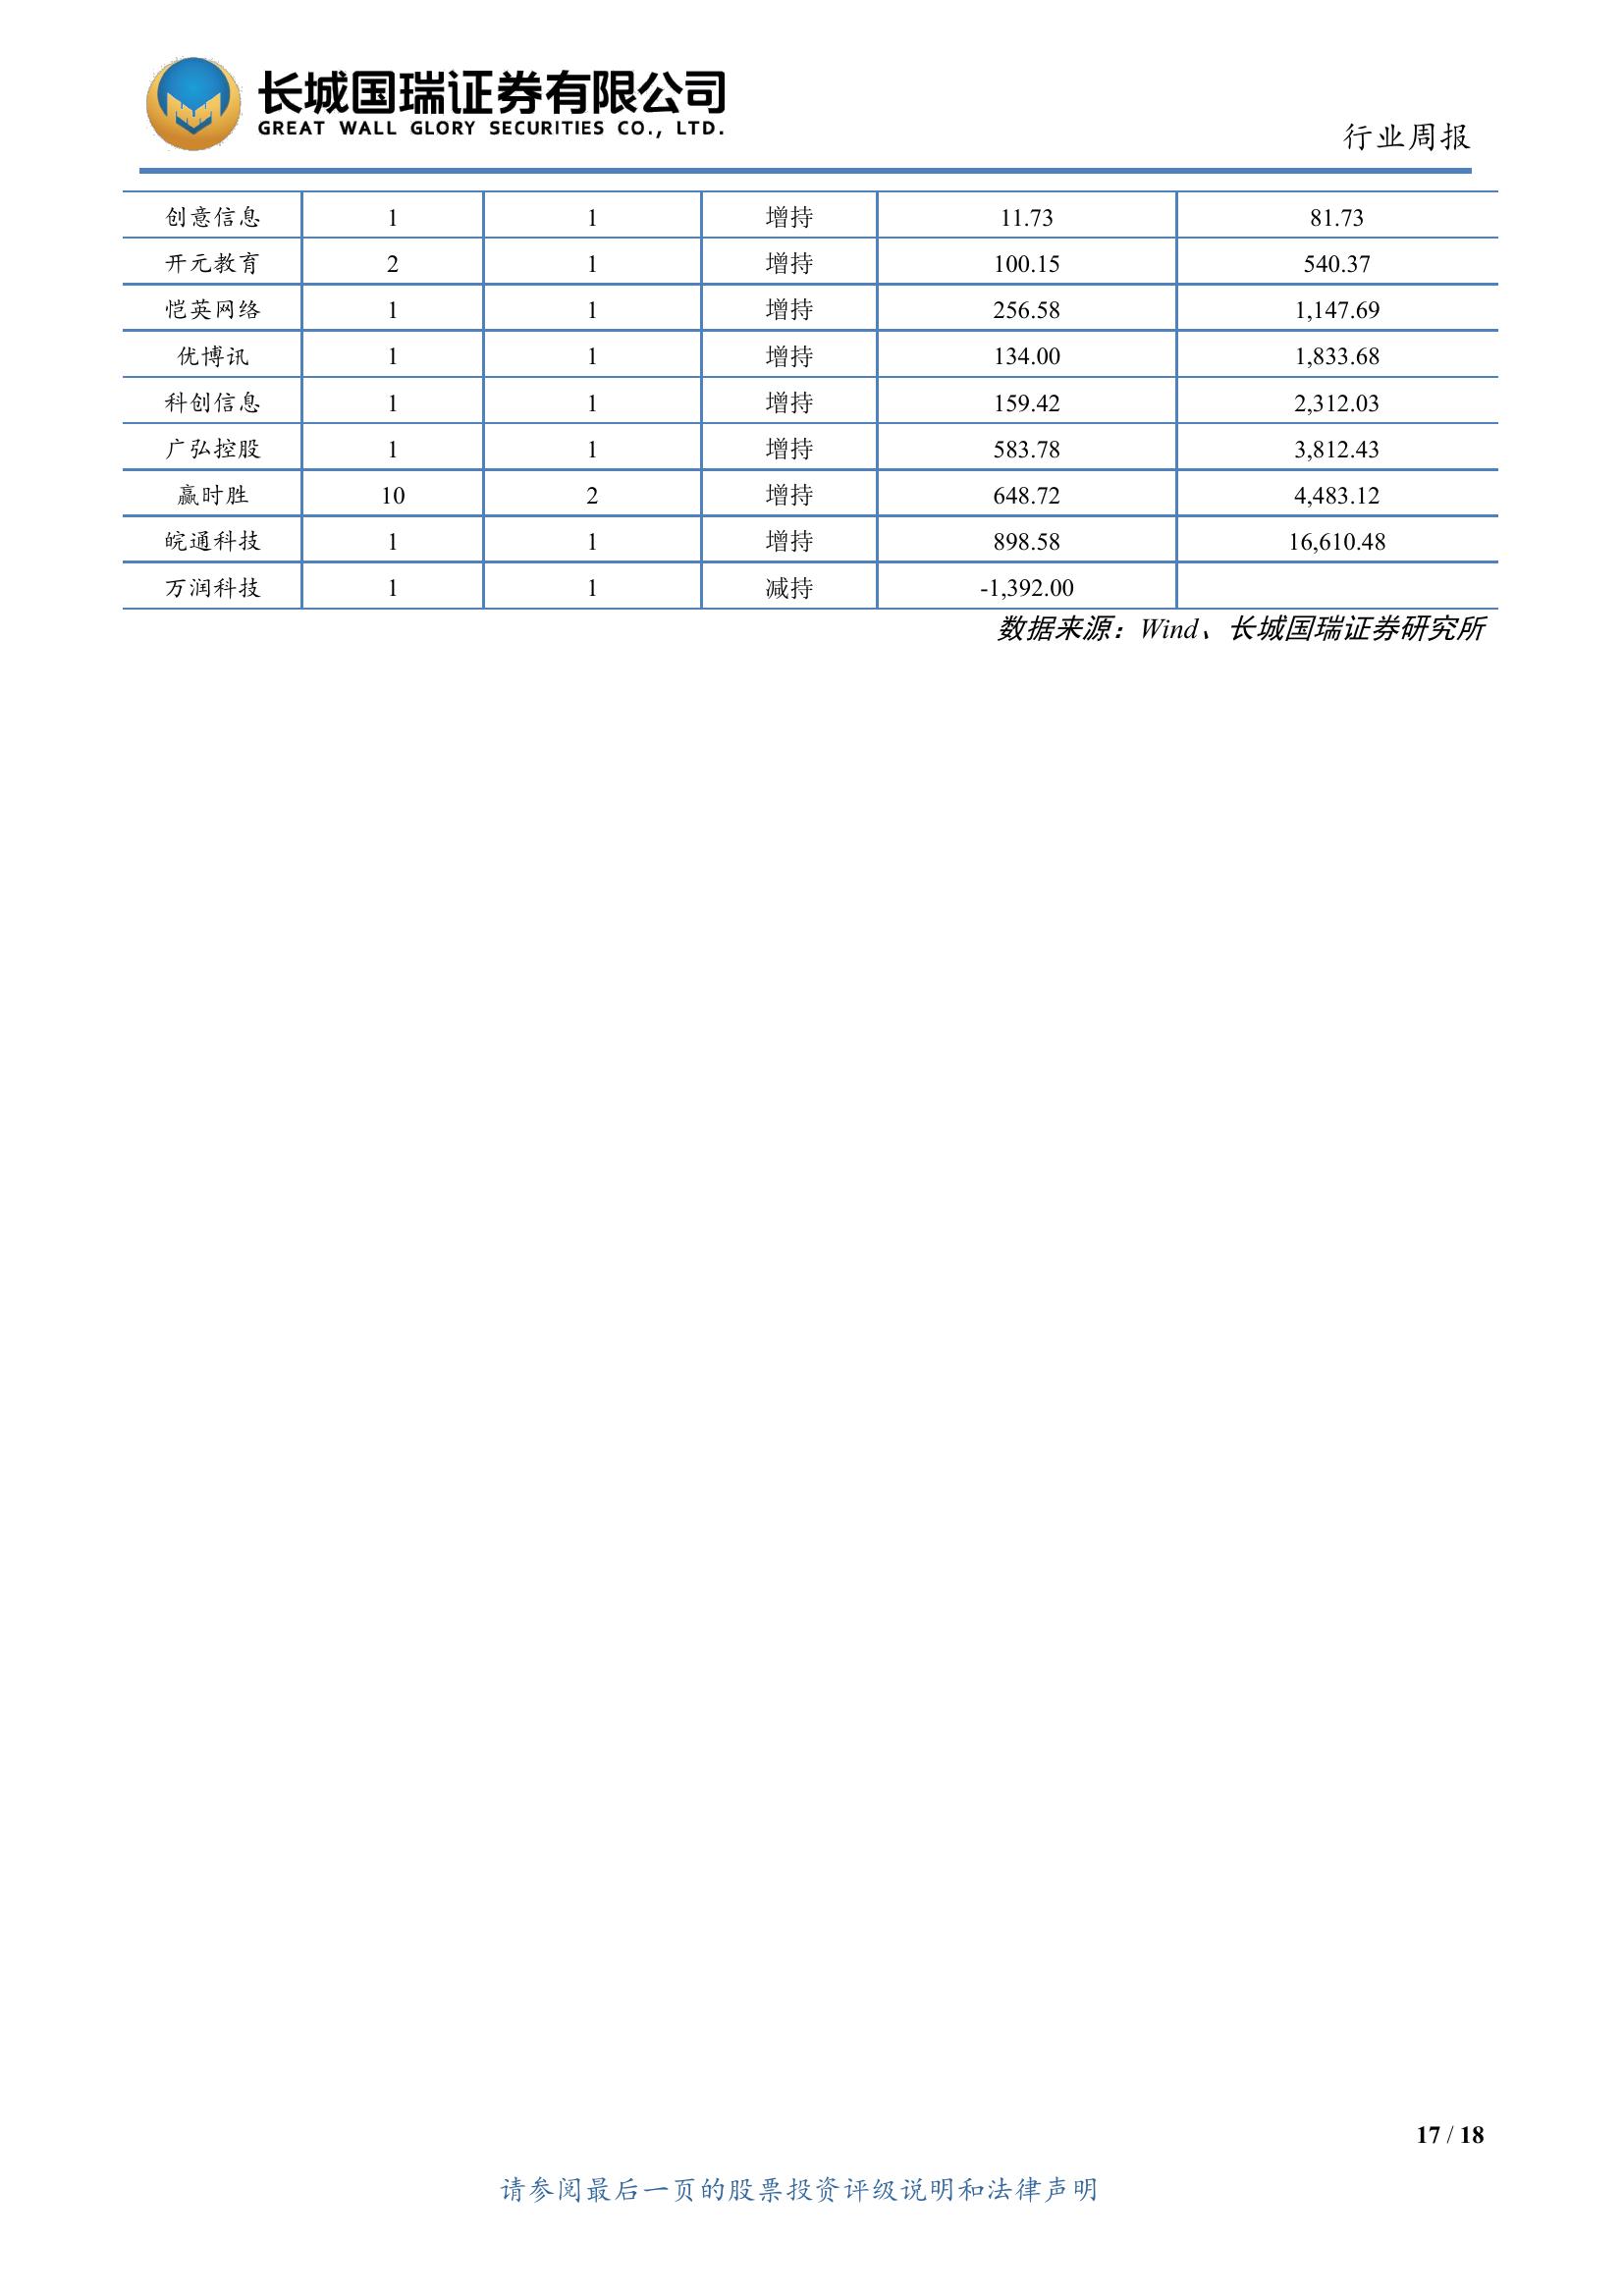 长城国瑞证券有限公司
GREAT WALL GLORY SECURITIES CO., LTD.
行业周报
创意信息 1 1 增持 11.73 81.73
开元教育 2 1 增持 100.15 540.37
恺英网络 1 1 增持 256.58 1,147.69
优博讯 1 1 增持 134.00 1,833.68
科创信息 1 1 增持 159.42 2,312.03
广弘控股 1 1 增持 583.78 3,812.43
赢时胜 10 2 增持 648.72 4,483.12
皖通科技 1 1 增持 898.58 16,610.48
万润科技 1 1 减持 -1,392.00
数据来源：Wind、长城国瑞证券研究所
17 / 18
请参阅最后一页的股票投资评级说明和法律声明